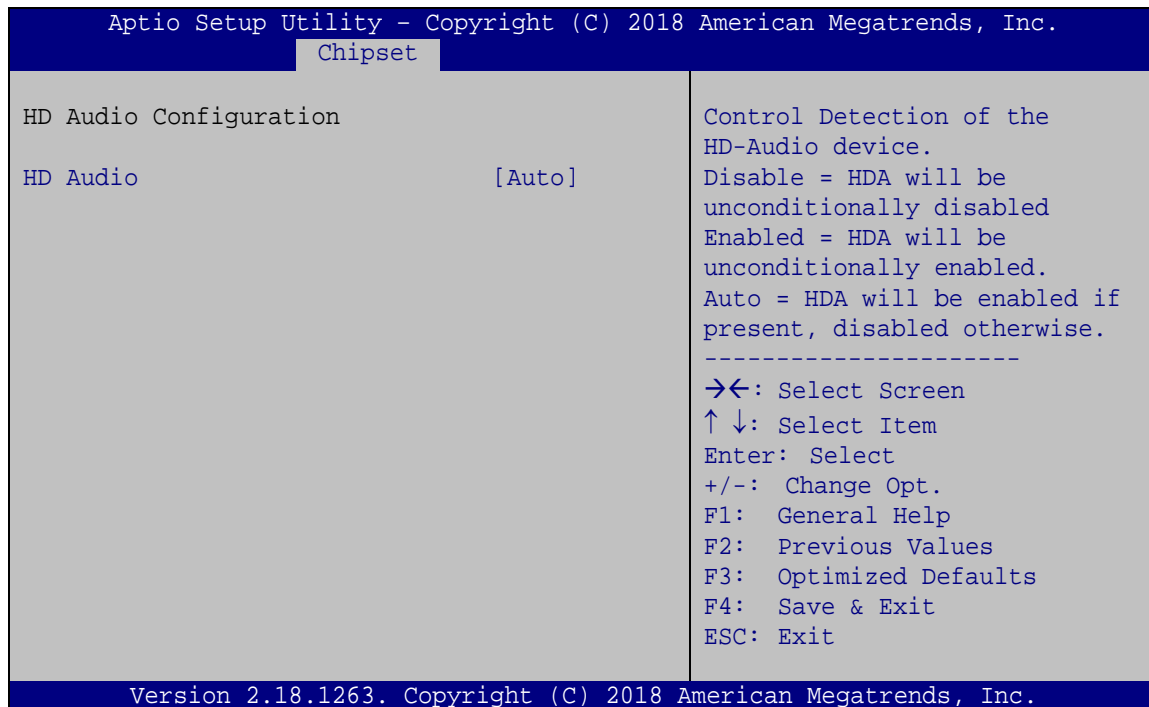 Aptio Setup Utility – Copyright (C) 2018 American Megatrends, Inc.
Chipset
HD Audio Configuration
HD Audio [Auto]
Control Detection of the
HD-Audio device.
Disable = HDA will be
unconditionally disabled
Enabled = HDA will be
unconditionally enabled.
Auto = HDA will be enabled if
present, disabled otherwise.
----------------------
→←: Select Screen
↑ ↓: Select Item
Enter: Select
+/-: Change Opt.
F1: General Help
F2: Previous Values
F3: Optimized Defaults
F4: Save & Exit
ESC: Exit
Version 2.18.1263. Copyright (C) 2018 American Megatrends, Inc.